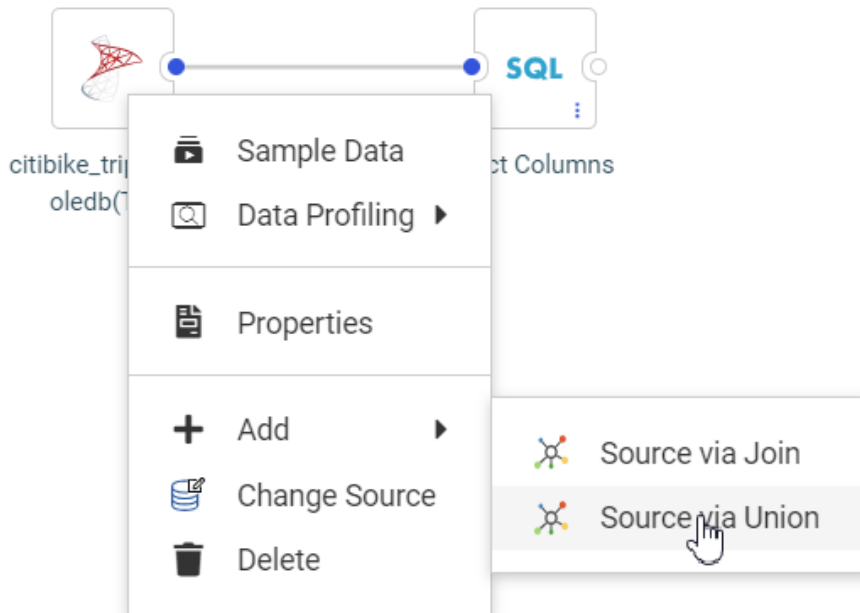 SQL
citibake_trip
ct Columns
oledb(T
Sample Data
Data Profiling
Properties
Add
Source via Join
Change Source
Source via Union
Delete